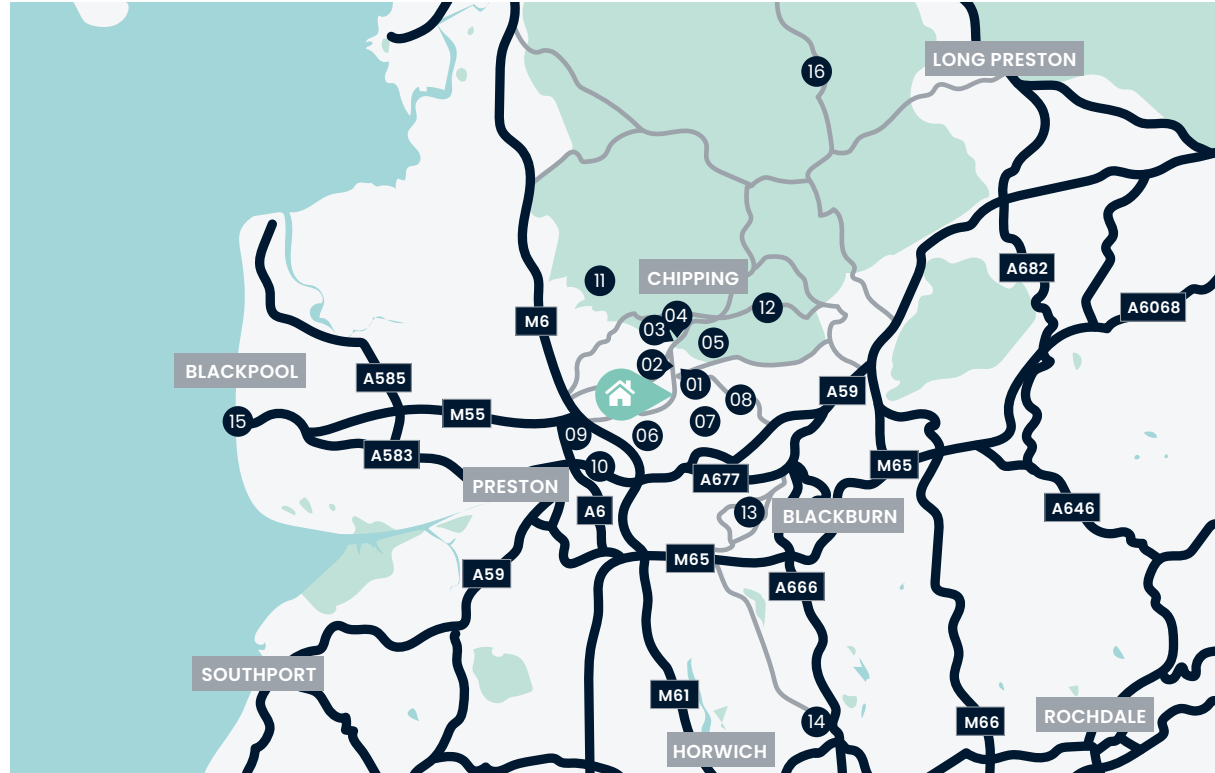 16
LONG PRESTON
11
CHIPPING
A682
12
A6068
M6
04
03
05
02
BLACKPOOL
A585
01
A59
08
M55
15
07
09
06
A583
10
M65
A677
PRESTON
A6
13
BLACKBURN
A646
M65
A59
A666
SOUTHPORT
M61
14
M66
ROCHDALE
HORWICH